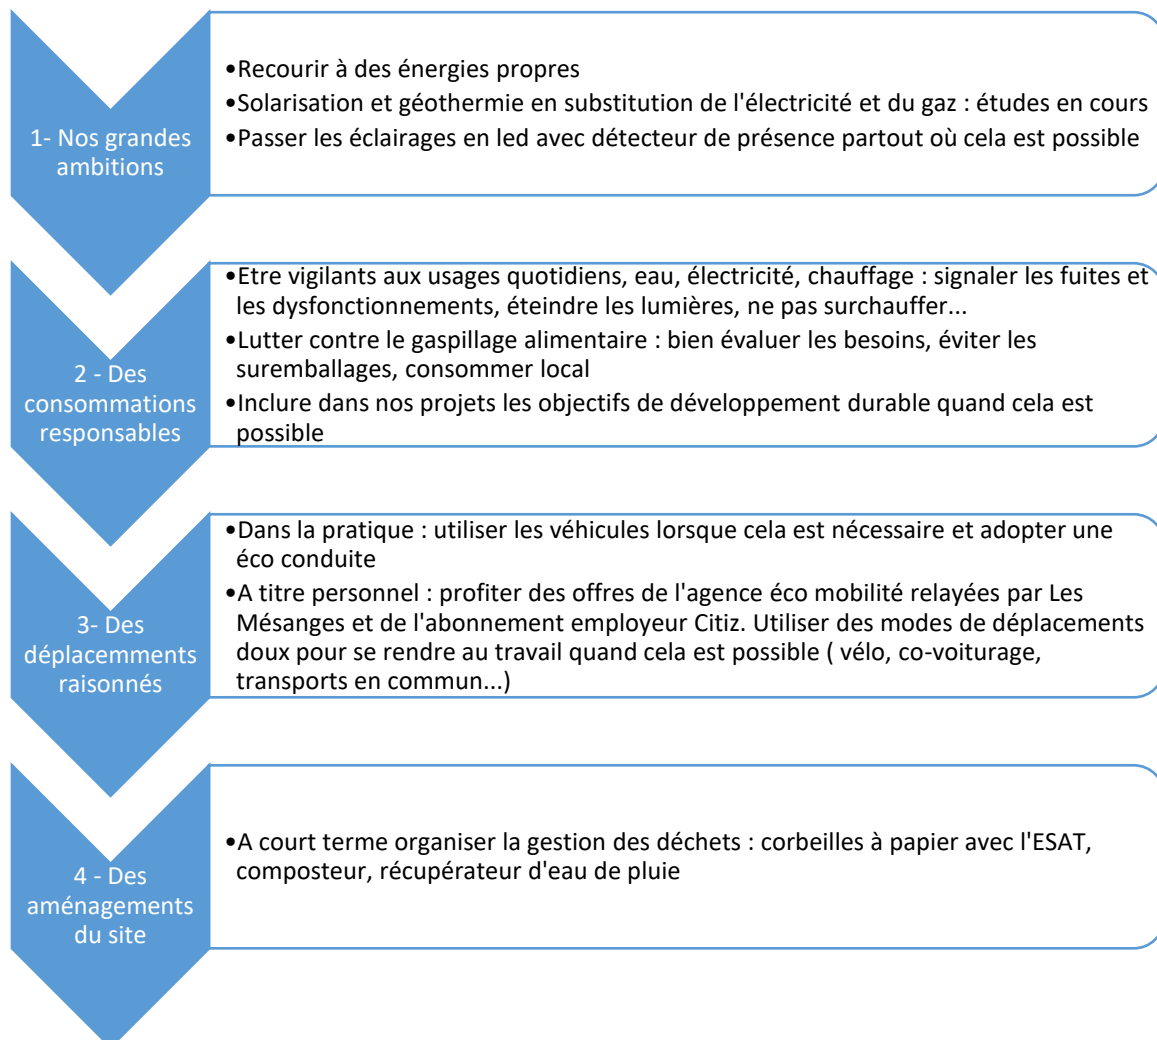 1- Nos grandes
ambitions
•Recourir à des énergies propres
•Solarisation et géothermie en substitution de l'électricité et du gaz : études en cours
•Passer les éclairages en led avec détecteur de présence partout où cela est possible
2 - Des
consommations
responsables
•Etre vigilants aux usages quotidiens, eau, électricité, chauffage : signaler les fuites et
les dysfonctionnements, éteindre les lumières, ne pas surchauffer...
•Lutter contre le gaspillage alimentaire : bien évaluer les besoins, éviter les
suremballages, consommer local
•Inclure dans nos projets les objectifs de développement durable quand cela est
possible
3- Des
déplacemments
raisonnés
•Dans la pratique : utiliser les véhicules lorsque cela est nécessaire et adopter une
éco conduite
•A titre personnel : profiter des offres de l'agence éco mobilité relayées par Les
Mésanges et de l'abonnement employeur Citiz. Utiliser des modes de déplacements
doux pour se rendre au travail quand cela est possible ( vélo, co-voiturage,
transports en commun...)
4 - Des
aménagements
du site
•A court terme organiser la gestion des déchets : corbeilles à papier avec l'ESAT,
composteur, récupérateur d'eau de pluie